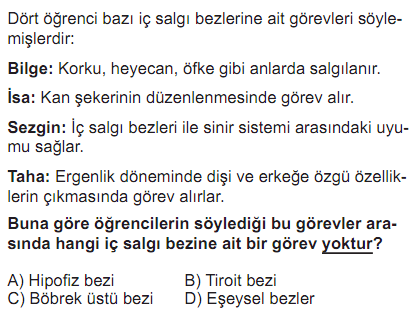 Dört öğrenci bazı iç salgı bezlerine ait görevleri söyle-
mişlerdir:
Bilge: Korku, heyecan, öfke gibi anlarda salgılanır.
İsa: Kan şekerinin düzenlenmesinde görev alır.
Sezgin: İç salgı bezleri ile sinir sistemi arasındaki uyu-
mu sağlar.
Taha: Ergenlik döneminde dişi ve erkeğe özgü özellik-
lerin çıkmasında görev alırlar.
Buna göre öğrencilerin söylediği bu görevler ara-
sında hangi iç salgı bezine ait bir görev yoktur?
A) Hipofiz bezi B) Tiroit bezi
C) Böbrek üstü bezi D) Eşeysel bezler